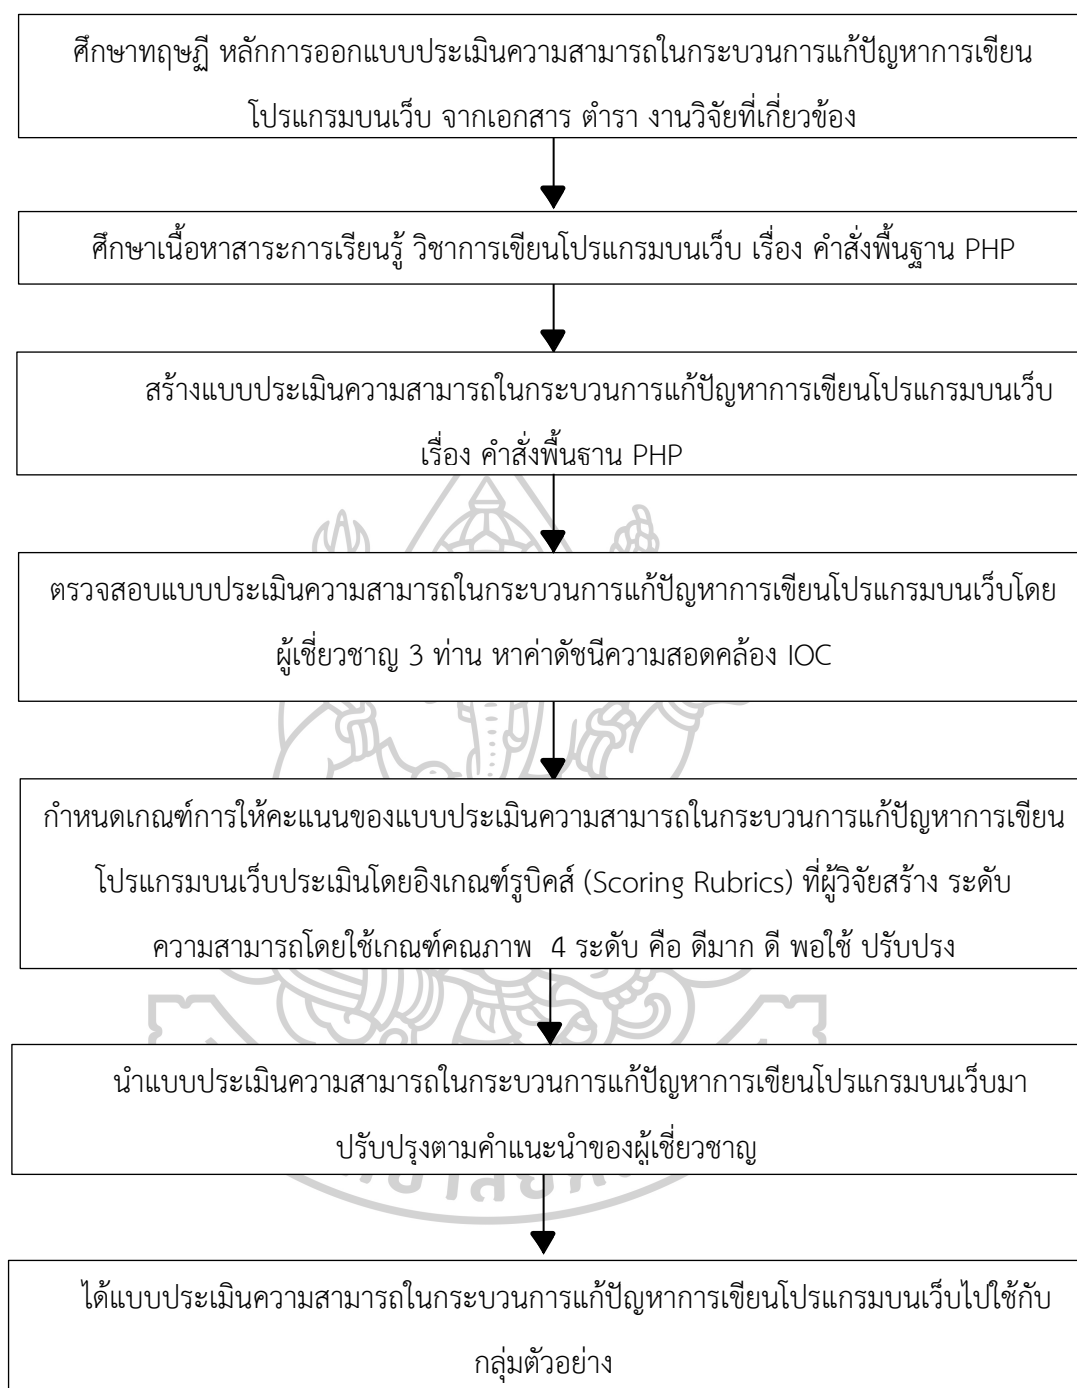 ศึกษาทฤษฏี หลักการออกแบบประเมินความสามารถในกระบวนการแก้ปัญหาการเขียน
โปรแกรมบนเว็บ จากเอกสาร ตำรา งานวิจัยที่เกี่ยวข้อง
ศึกษาเนื้อหาสาระการเรียนรู้ วิชาการเขียนโปรแกรมบนเว็บ เรื่อง คำสั่งพื้นฐาน PHP
สร้างแบบประเมินความสามารถในกระบวนการแก้ปัญหาการเขียนโปรแกรมบนเว็บ
เรื่อง คำสั่งพื้นฐาน PHP
ตรวจสอบแบบประเมินความสามารถในกระบวนการแก้ปัญหาการเขียนโปรแกรมบนเว็บโดย
ผู้เชี่ยวชาญ 3 ท่าน หาค่าดัชนีความสอดคล้อง IOC
กำหนดเกณฑ์การให้คะแนนของแบบประเมินความสามารถในกระบวนการแก้ปัญหาการเขียน
โปรแกรมบนเว็บประเมินโดยอิงเกณฑ์รูบิคส์ (Scoring Rubrics) ที่ผู้วิจัยสร้าง ระดับ
ความสามารถโดยใช้เกณฑ์คุณภาพ 4 ระดับ คือ ดีมาก ดี พอใช้ ปรับปรุง
นำแบบประเมินความสามารถในกระบวนการแก้ปัญหาการเขียนโปรแกรมบนเว็บมา
ปรับปรุงตามคำแนะนำของผู้เชี่ยวชาญ
ได้แบบประเมินความสามารถในกระบวนการแก้ปัญหาการเขียนโปรแกรมบนเว็บไปใช้กับ
กลุ่มตัวอย่าง